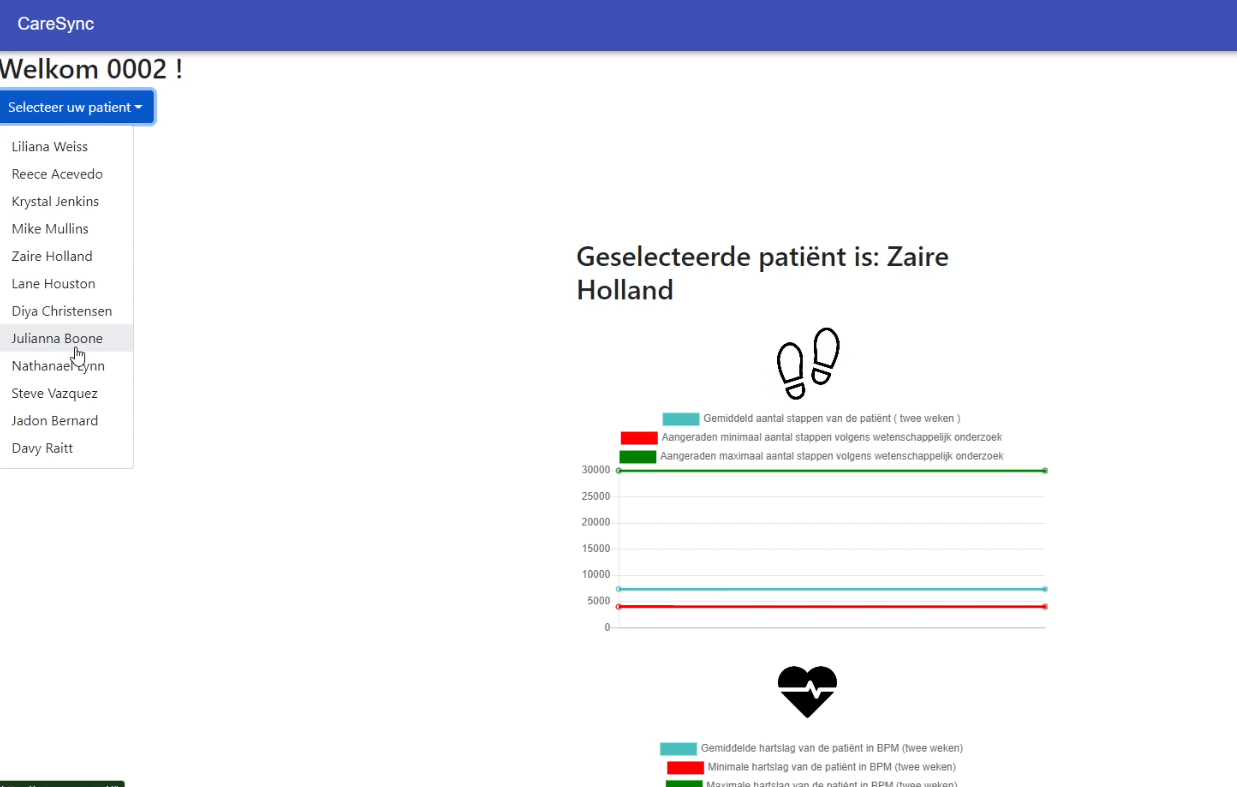 CareSync
Welkom 0002 !
Selecteer uw patient
Liliana Weiss
Reece Acevedo
Krystal Jenkins
Mike Mullins
Zaire Holland
Lane Houston
Diya Christensen
Julianna Boone
Nathanael Lynn
Steve Vazquez
Jadon Bernard
Davy Raitt
Geselecteerde patiënt is: Zaire
Holland
Gemiddeld aantal stappen van de patiënt ( twee weken )
Aangeraden minimaal aantal stappen volgens wetenschappelijk onderzoek
Aangeraden maximaal aantal stappen volgens wetenschappelijk onderzoek
30000
25000
20000
15000
10000
5000
0
Gemiddelde hartslag van de patiënt in BPM (twee weken)
Minimale hartslag van de patiënt in BPM (twee weken)
Maximale hartslag van de patiënt in BPM (twee weken)